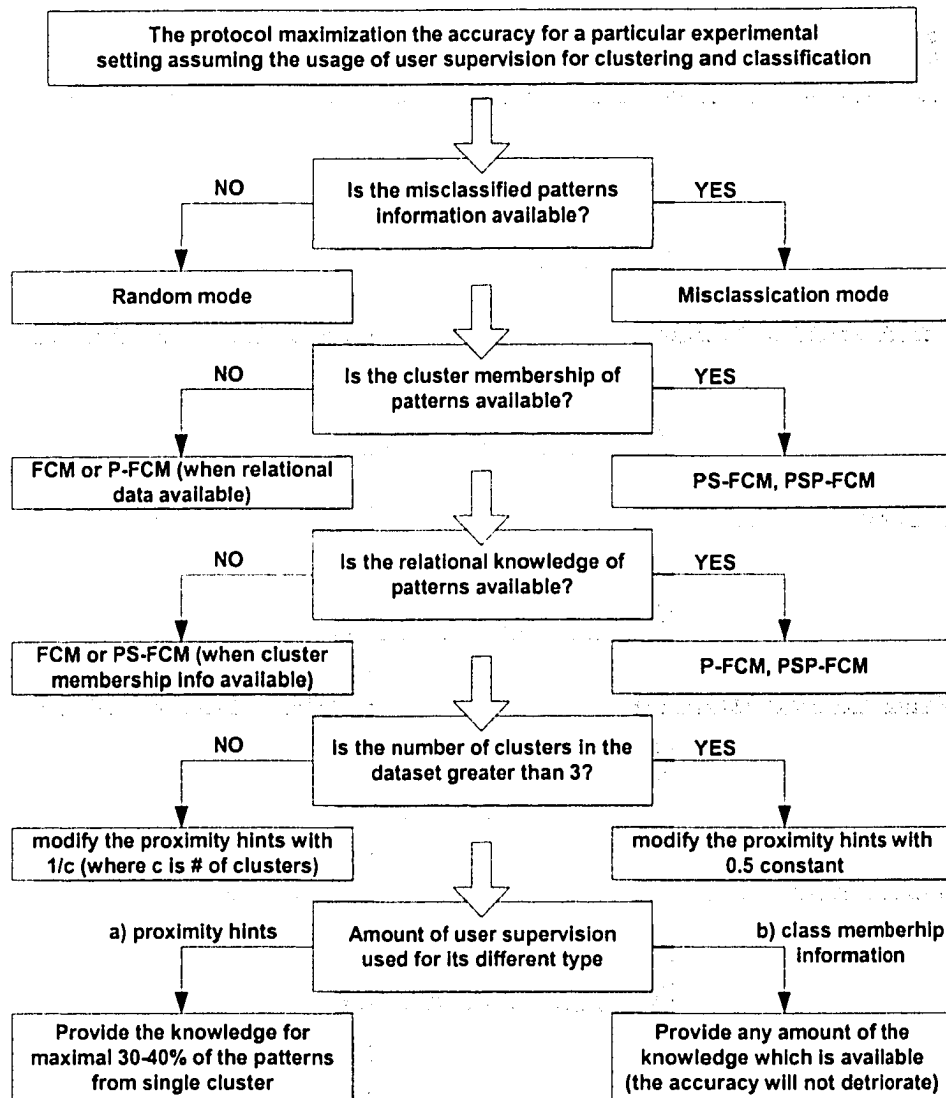 The protocol maximization the accuracy for a particular experimental
setting assuming the usage of user supervision for clustering and classification
NO
Is the misclassified patterns
information available?
YES
Random mode
Misclassication mode
NO
Is the cluster membership of
patterns available?
YES
FCM or P-FCM (when relational
data available)
PS-FCM, PSP-FCM
NO
Is the relational knowledge of
patterns available?
YES
FCM or PS-FCM (when cluster
membership info available)
P-FCM, PSP-FCM
NO
Is the number of clusters in the
dataset greater than 3?
YES
modify the proximity hints with
1/c (where c is # of clusters)
modify the proximity hints with
0.5 constant
a) proximity hints
Amount of user supervision
used for its different type
b) class memberhip
information
Provide the knowledge for
maximal 30-40% of the patterns
from single cluster
Provide any amount of the
knowledge which is available
(the accuracy will not detriorate)